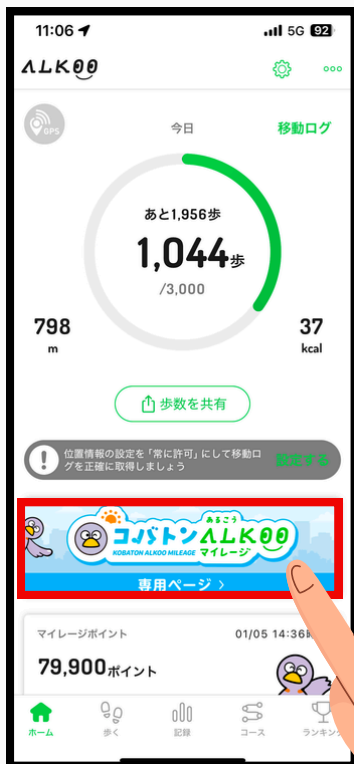 11:06 5G 92
ALKOO
GPS
今日
移動ログ
あと1,956歩
1,044歩
/3,000
798
m
37
kcal
歩数を共有
位置情報の設定を「常に許可」にして移動ロ
グを正確に取得しましょう
設定する
あるこう
コバトンALKOOマイレージ
KOBATON ALKOO MILEAGE
専用ページ >
マイレージポイント
01/05 14:36
79,900ポイント
ホーム
歩く
記録
コース
ランキン